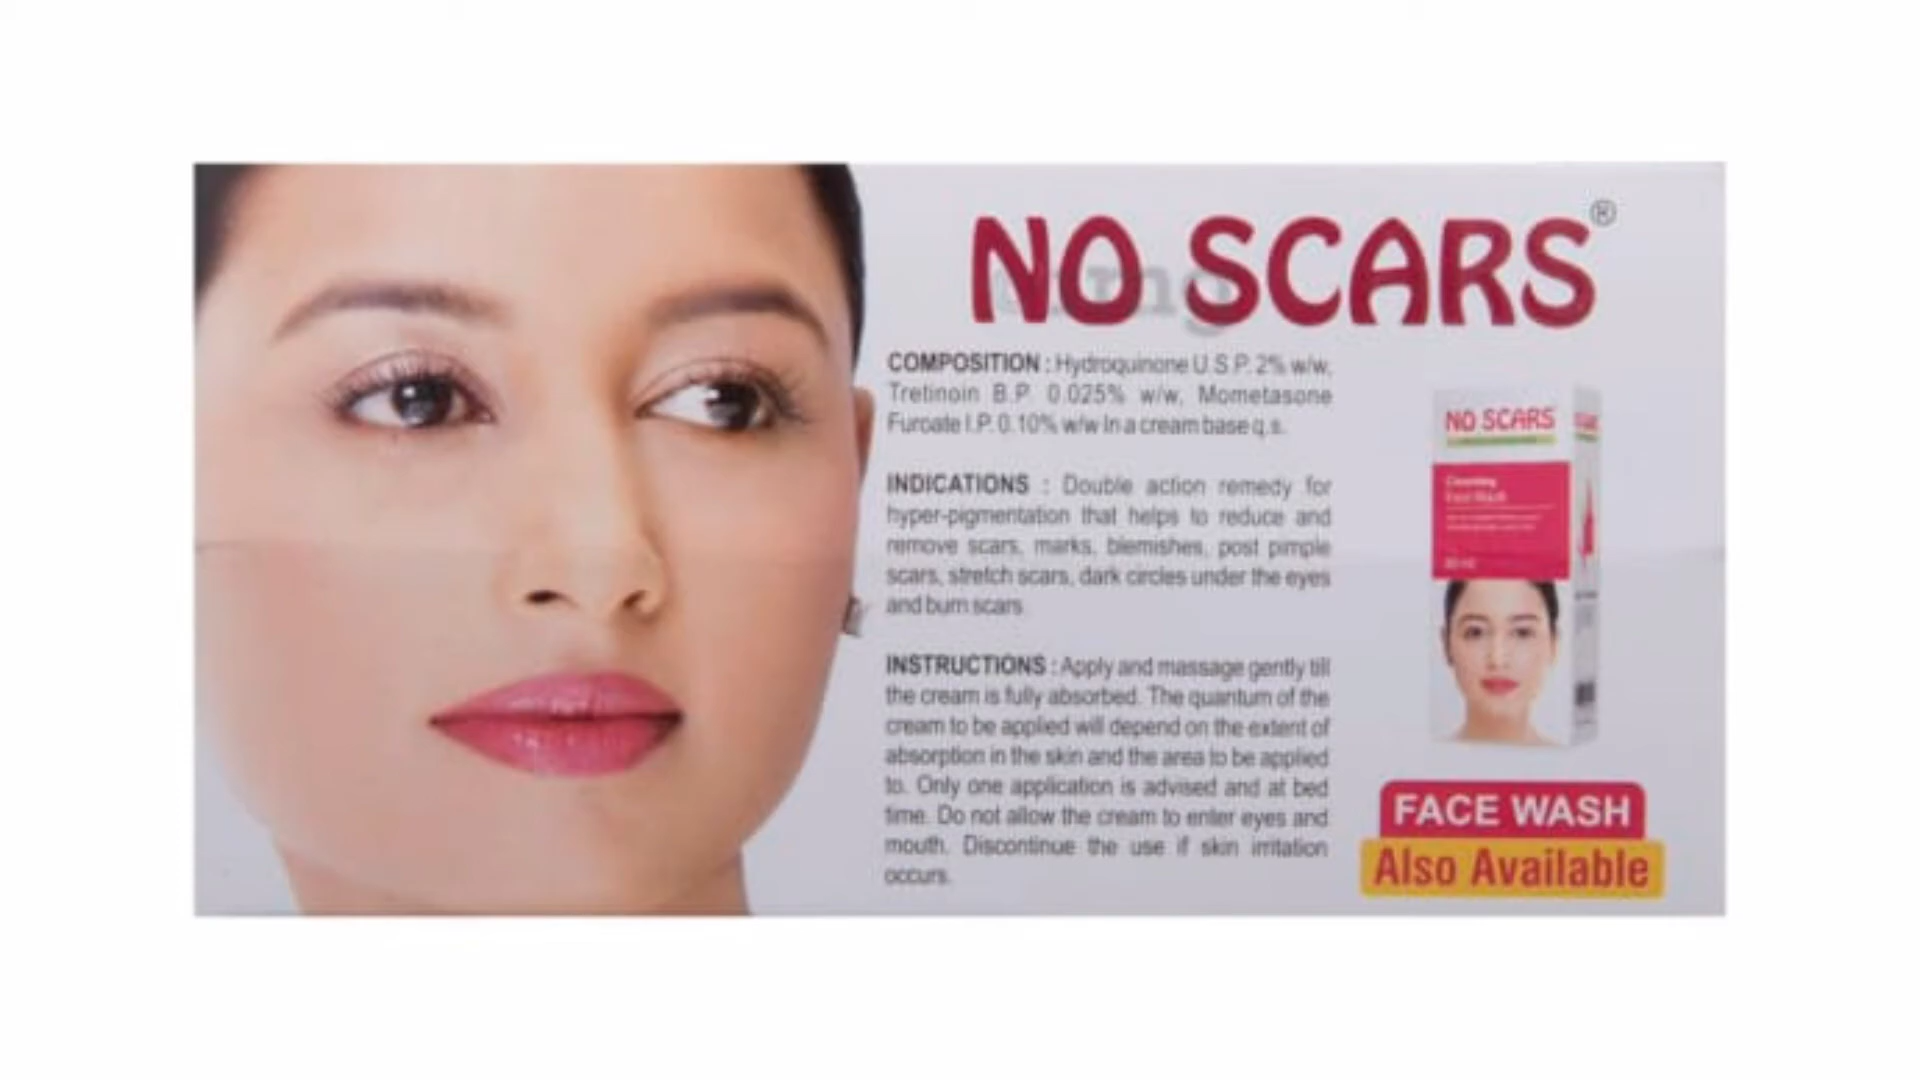 NO SCARS®
COMPOSITION : Hydroquinone U.S.P. 2% w/w,
Tretinoin B.P. 0.025% w/w, Mometasone
Furoate I.P. 0.10% w/w In a cream base q.s.
INDICATIONS : Double action remedy for
hyper-pigmentation that helps to reduce and
remove scars, marks, blemishes, post pimple
scars, stretch scars, dark circles under the eyes
and burn scars
INSTRUCTIONS : Apply and massage gently till
the cream is fully absorbed. The quantum of the
cream to be applied will depend on the extent of
absorption in the skin and the area to be applied
to. Only one application is advised and at bed
time. Do not allow the cream to enter eyes and
mouth. Discontinue the use if skin irritation
occurs.
NO SCARS
Cleansing
Face Wash
FACE WASH
Also Available